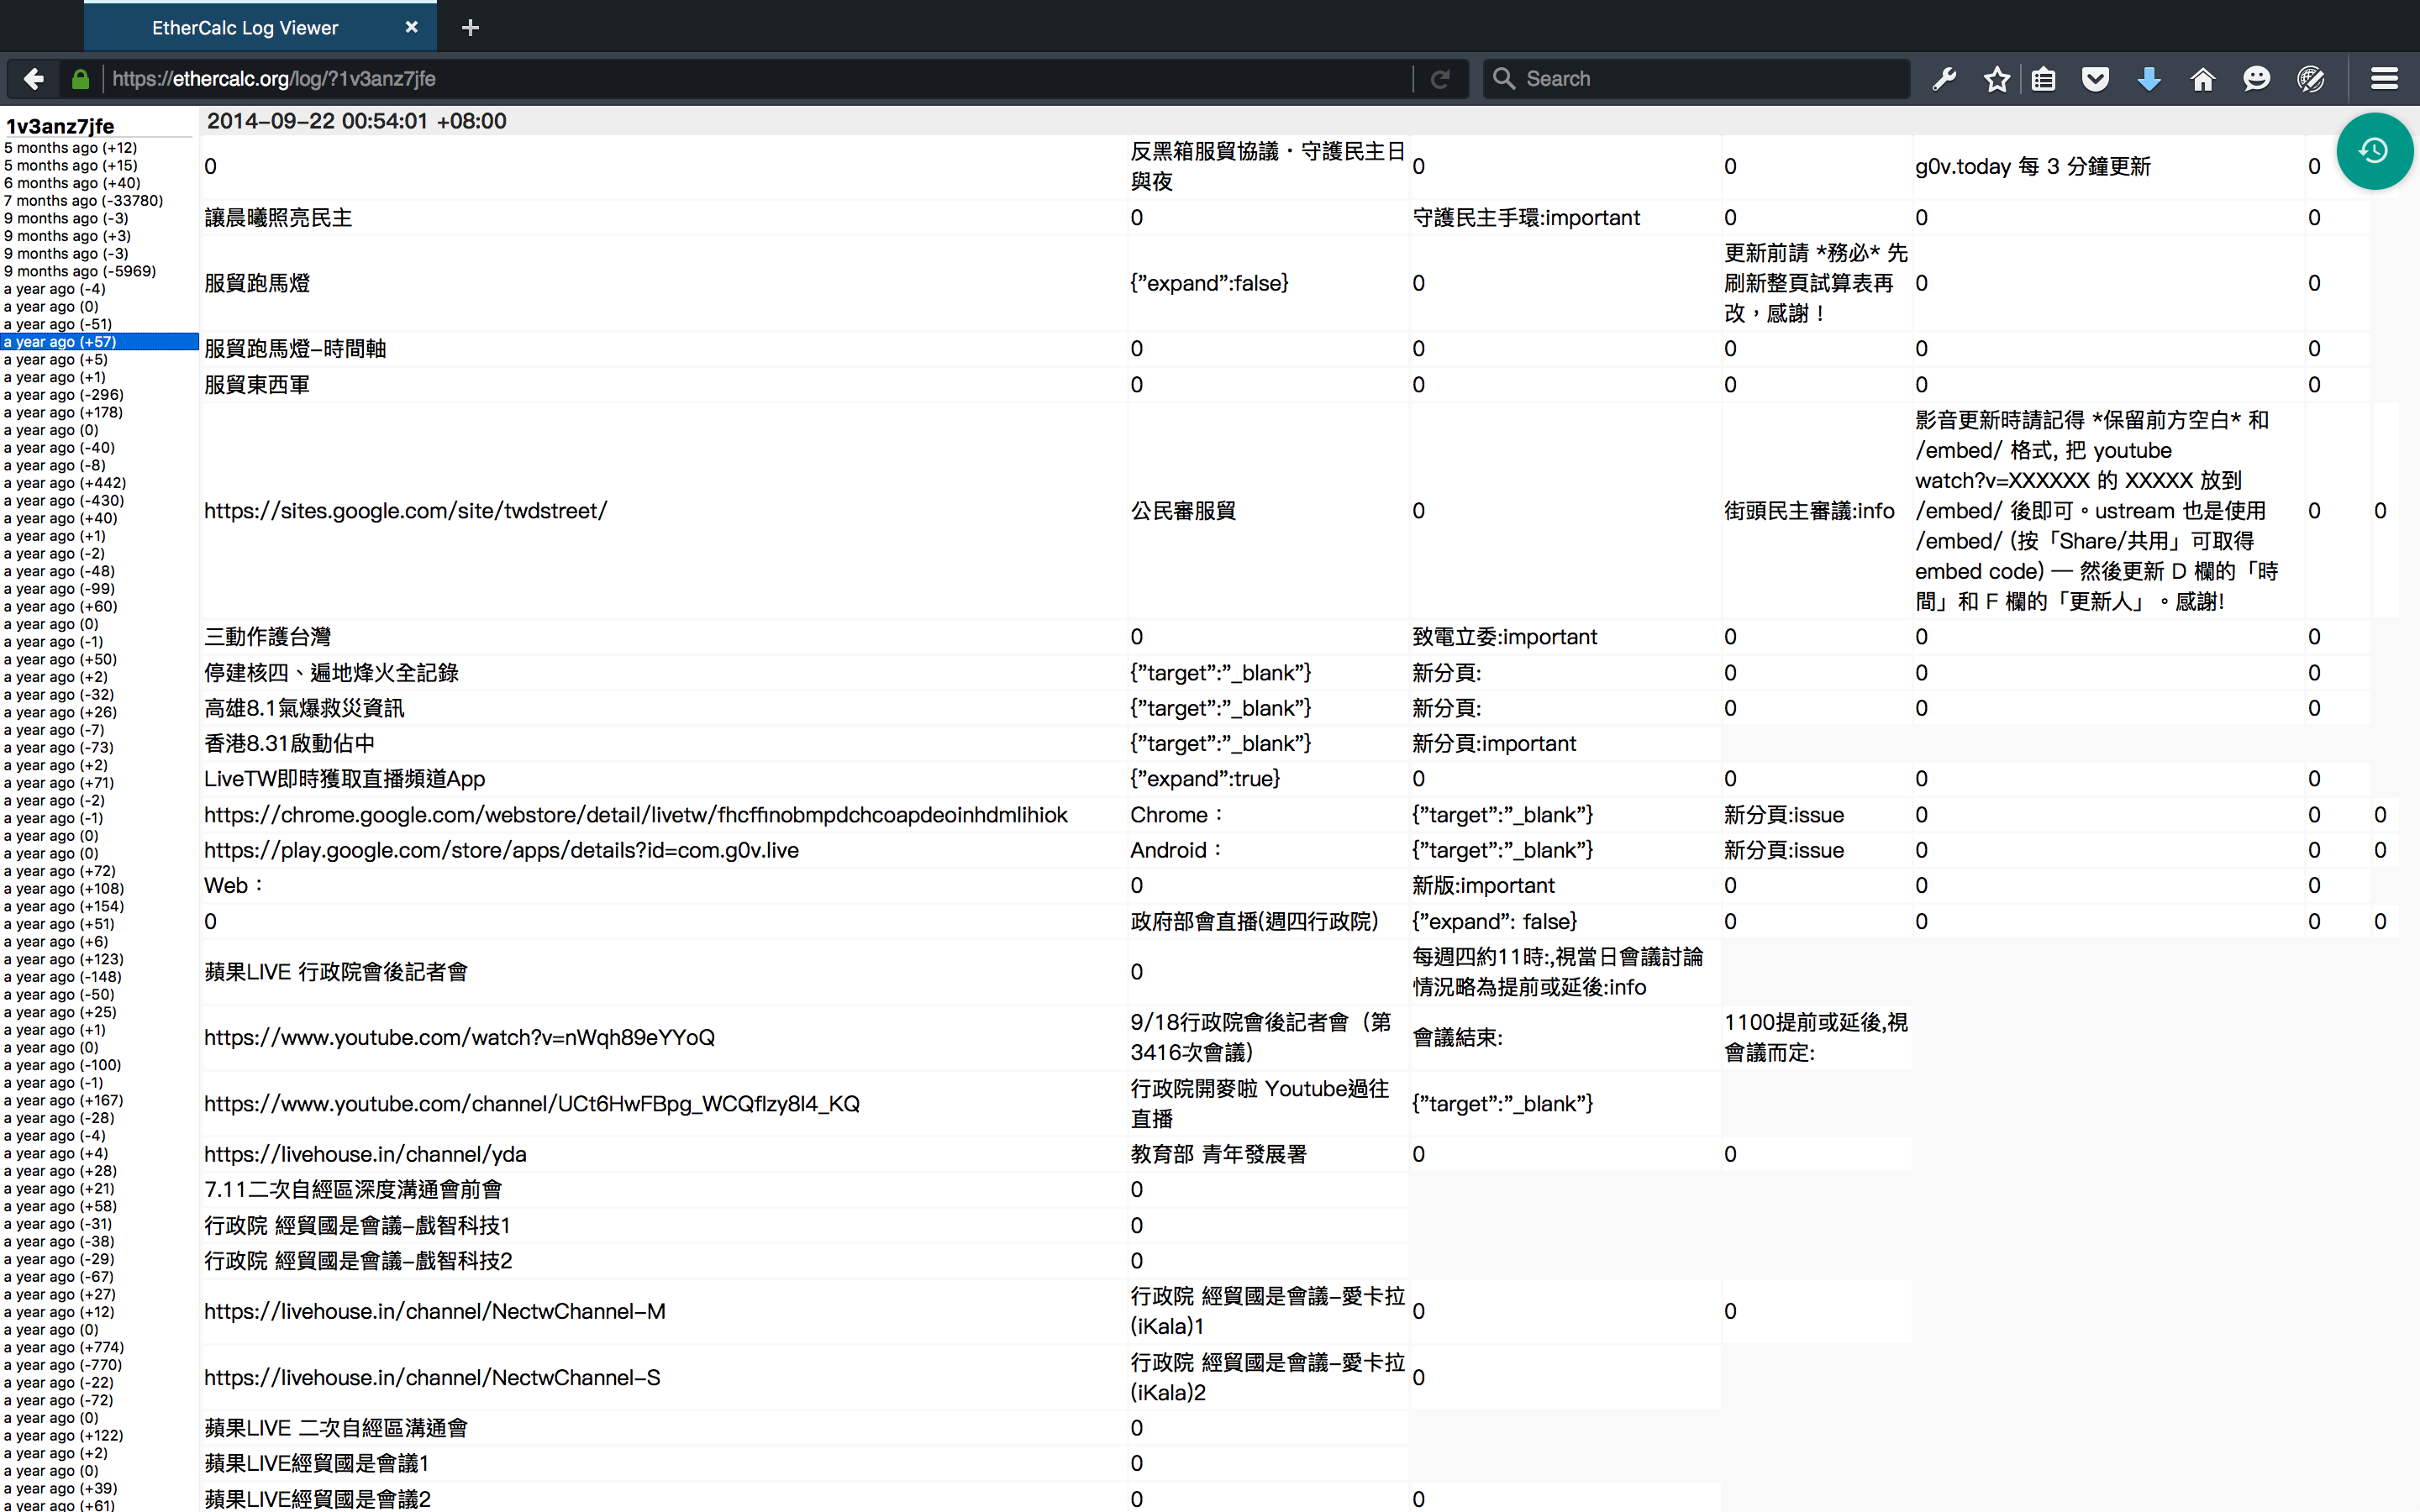 EtherCalc Log Viewer
https://ethercalc.org/log/?1v3anz7jfe
Search
1v3anz7jfe
5 months ago (+12)
5 months ago (+15)
6 months ago (+40)
7 months ago (-33780)
9 months ago (-3)
9 months ago (+3)
9 months ago (-3)
9 months ago (-5969)
a year ago (-4)
a year ago (0)
a year ago (-51)
a year ago (+57)
a year ago (+5)
a year ago (+1)
a year ago (-296)
a year ago (+178)
a year ago (0)
a year ago (-40)
a year ago (-8)
a year ago (+442)
a year ago (-430)
a year ago (+40)
a year ago (+1)
a year ago (-2)
a year ago (-48)
a year ago (-99)
a year ago (+60)
a year ago (0)
a year ago (-1)
a year ago (+50)
a year ago (+2)
a year ago (-32)
a year ago (+26)
a year ago (-7)
a year ago (-73)
a year ago (+2)
a year ago (+71)
a year ago (-2)
a year ago (-1)
a year ago (0)
a year ago (0)
a year ago (+72)
a year ago (+108)
a year ago (+154)
a year ago (+51)
a year ago (+6)
a year ago (+123)
a year ago (-148)
a year ago (-50)
a year ago (+25)
a year ago (+1)
a year ago (0)
a year ago (-100)
a year ago (-1)
a year ago (+167)
a year ago (-28)
a year ago (-4)
a year ago (+4)
a year ago (+28)
a year ago (+21)
a year ago (+58)
a year ago (-31)
a year ago (-38)
a year ago (-29)
a year ago (-67)
a year ago (+27)
a year ago (+12)
a year ago (0)
a year ago (+774)
a year ago (-770)
a year ago (-22)
a year ago (-72)
a year ago (0)
a year ago (+122)
a year ago (+2)
a year ago (0)
a year ago (+39)
a year ago (+61)
2014-09-22 00:54:01 +08:00
0
反黑箱服貿協議・守護民主日
與夜
0
0
g0v.today 每 3 分鐘更新
0
讓晨曦照亮民主
0
守護民主手環:important
0
0
0
服貿跑馬燈
{"expand":false}
0
更新前請 *務必* 先
刷新整頁試算表再
改，感謝！
0
0
服貿跑馬燈-時間軸
0
0
0
0
0
服貿東西軍
0
0
0
0
0
https://sites.google.com/site/twdstreet/
公民審服貿
0
街頭民主審議:info
影音更新時請記得 *保留前方空白* 和
/embed/ 格式, 把 youtube
watch?v=XXXXXX 的 XXXXX 放到
/embed/ 後即可。ustream 也是使用
/embed/ (按「Share/共用」可取得
embed code) — 然後更新 D 欄的「時
間」和 F 欄的「更新人」。感謝!
0
0
三動作護台灣
0
致電立委:important
0
0
0
停建核四、遍地烽火全記錄
{"target":"_blank"}
新分頁:
0
0
0
高雄8.1氣爆救災資訊
{"target":"_blank"}
新分頁:
0
0
0
香港8.31啟動佔中
{"target":"_blank"}
新分頁:important
LiveTW即時獲取直播頻道App
{"expand":true}
0
0
0
0
https://chrome.google.com/webstore/detail/livetw/fhcffnobmpdchcoapdeoinhdmlihiok
Chrome：
{"target":"_blank"}
新分頁:issue
0
0
0
https://play.google.com/store/apps/details?id=com.g0v.live
Android：
{"target":"_blank"}
新分頁:issue
0
0
0
Web：
0
新版:important
0
0
0
0
政府部會直播(週四行政院)
{"expand": false}
0
0
0
0
蘋果LIVE 行政院會後記者會
0
每週四約11時:,視當日會議討論
情況略為提前或延後:info
https://www.youtube.com/watch?v=nWqh89eYYoQ
9/18行政院會後記者會（第
3416次會議）
會議結束:
1100提前或延後,視
會議而定:
https://www.youtube.com/channel/UCt6HwFBpg_WCQflzy8l4_KQ
行政院開麥啦 Youtube過往
直播
{"target":"_blank"}
https://livehouse.in/channel/yda
教育部 青年發展署
0
0
7.11二次自經區深度溝通會前會
0
行政院 經貿國是會議-戲智科技1
0
行政院 經貿國是會議-戲智科技2
0
https://livehouse.in/channel/NectwChannel-M
行政院 經貿國是會議-愛卡拉
(iKala)1
0
0
https://livehouse.in/channel/NectwChannel-S
行政院 經貿國是會議-愛卡拉
(iKala)2
0
蘋果LIVE 二次自經區溝通會
0
蘋果LIVE經貿國是會議1
0
蘋果LIVE經貿國是會議2
0
0